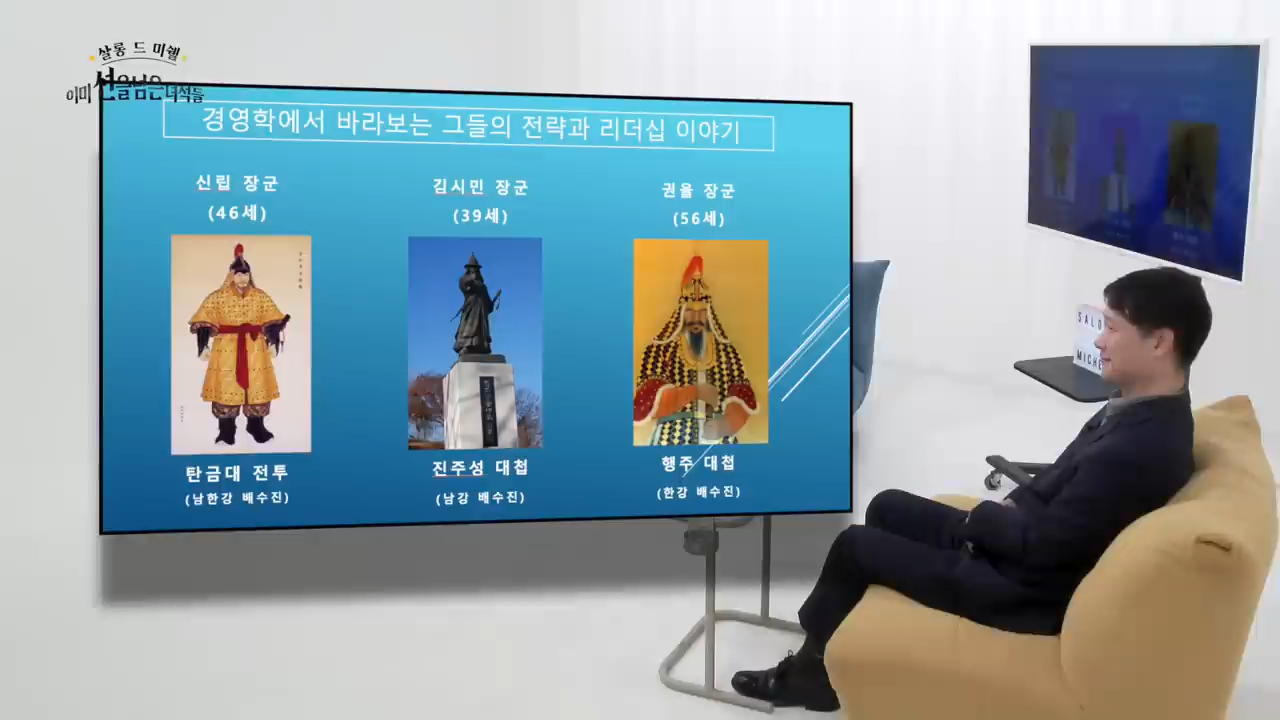 살롱 드 미쉘
이미 선을넘은녀석들
경영학에서 바라보는 그들의 전략과 리더십 이야기
신립 장군
(46세)
김시민 장군
(39세)
권율 장군
(56세)
탄금대 전투
(남한강 배수진)
진주성 대첩
(남강 배수진)
행주 대첩
(한강 배수진)
SALO
MICHE